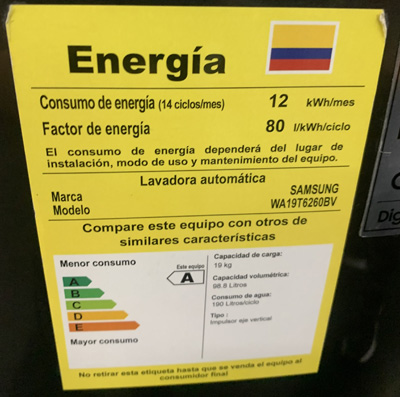 Energía
Consumo de energía (14 ciclos/mes) 12 kWh/mes
Factor de energía 80 l/kWh/ciclo
El consumo de energía dependerá del lugar de
instalación, modo de uso y mantenimiento del equipo.
Lavadora automática
Marca SAMSUNG
Modelo WA19T6260BV
Compare este equipo con otros de
similares características
Menor consumo
Este equipo
A
A
B
C
D
E
Mayor consumo
Capacidad de carga:
19 kg
Capacidad volumétrica:
98.8 Litros
Consumo de agua:
190 Litros/ciclo
Tipo :
Impulsor eje vertical
No retirar esta etiqueta hasta que se venda el equipo al
consumidor final
Dig